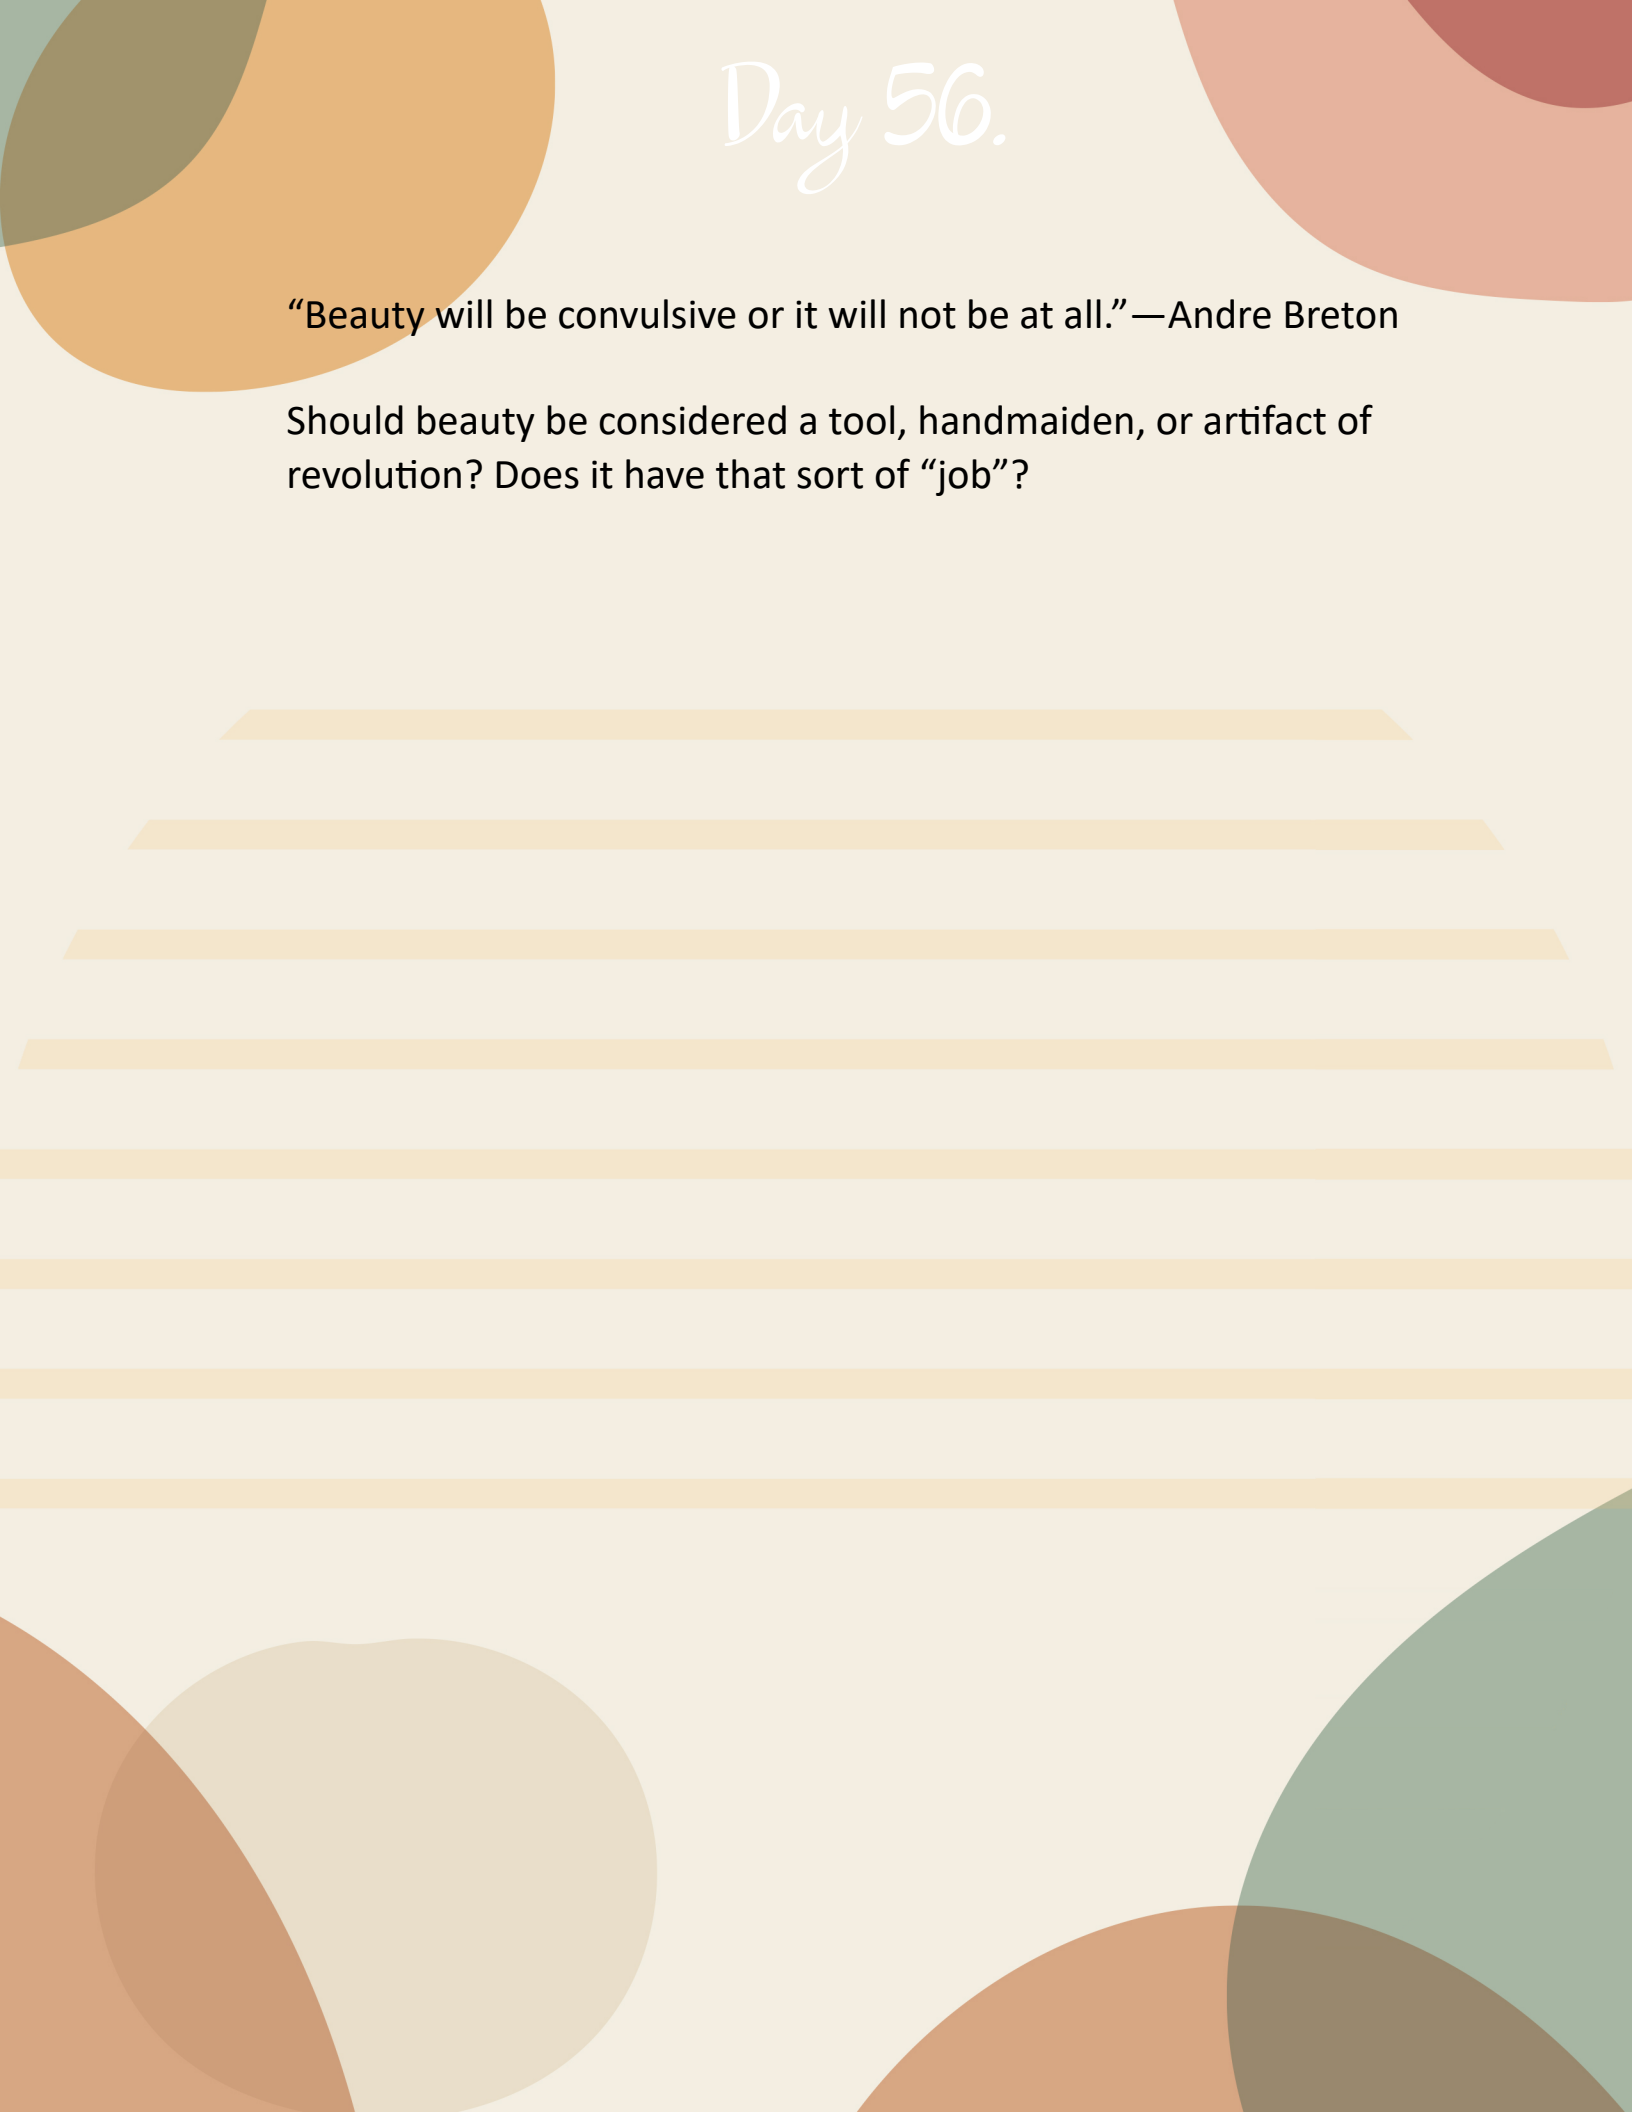 Day 56.
“Beauty will be convulsive or it will not be at all.”—Andre Breton
Should beauty be considered a tool, handmaiden, or artifact of
revolution? Does it have that sort of “job”?